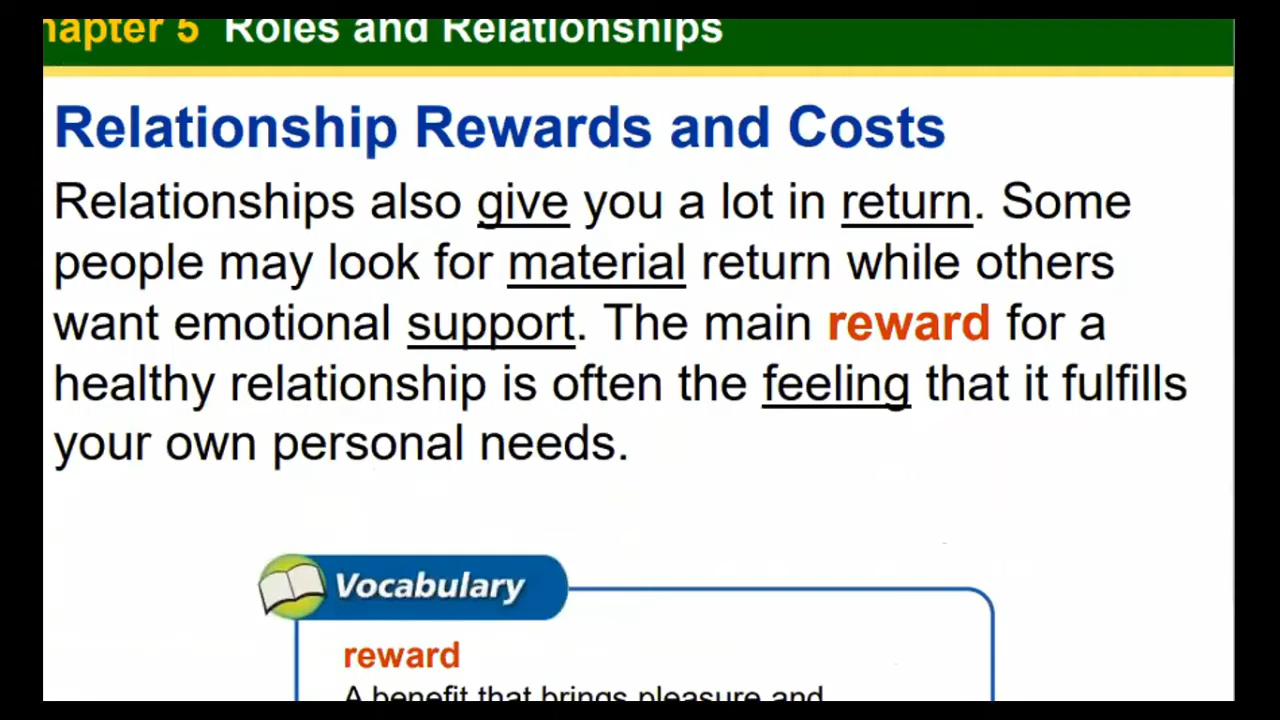 hapter 5 Roles and Relationships
Relationship Rewards and Costs
Relationships also give you a lot in return. Some
people may look for material return while others
want emotional support. The main reward for a
healthy relationship is often the feeling that it fulfills
your own personal needs.
Vocabulary
reward
A benefit that brings pleasure and